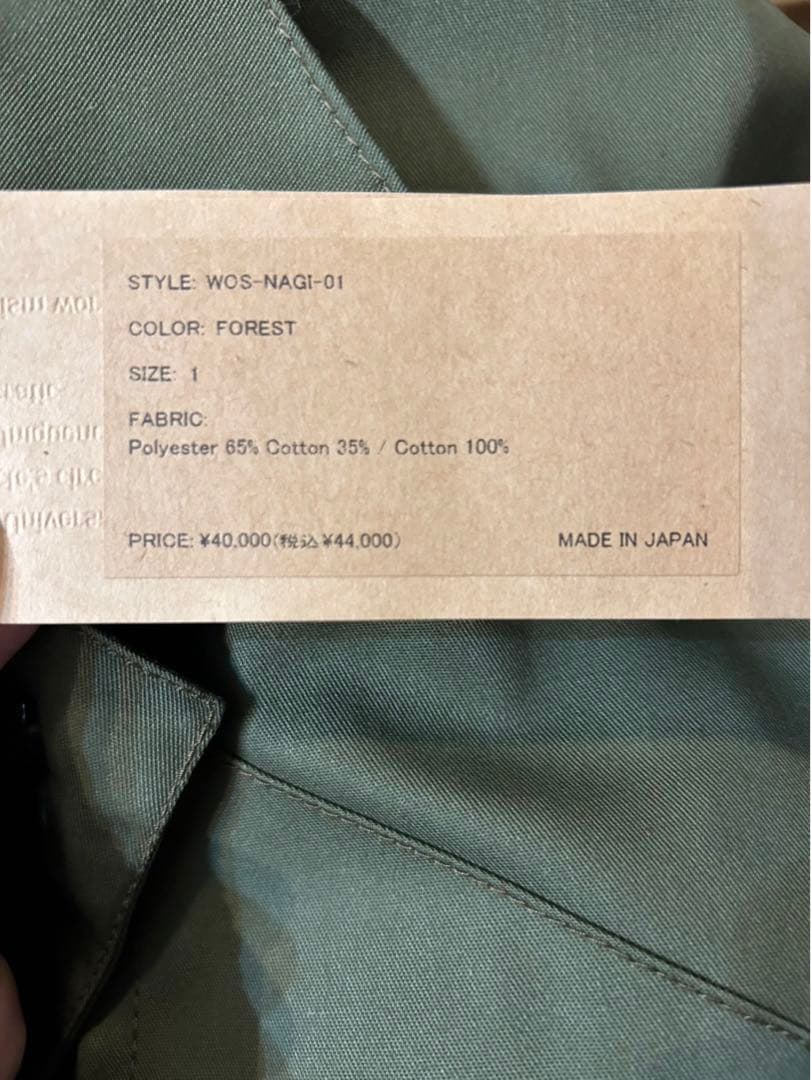 STYLE: WOS-NAGI-01
COLOR: FOREST
SIZE: 1
FABRIC:
Polyester 65% Cotton 35% / Cotton 100%
PRICE: ¥40,000(税込¥44,000)
MADE IN JAPAN